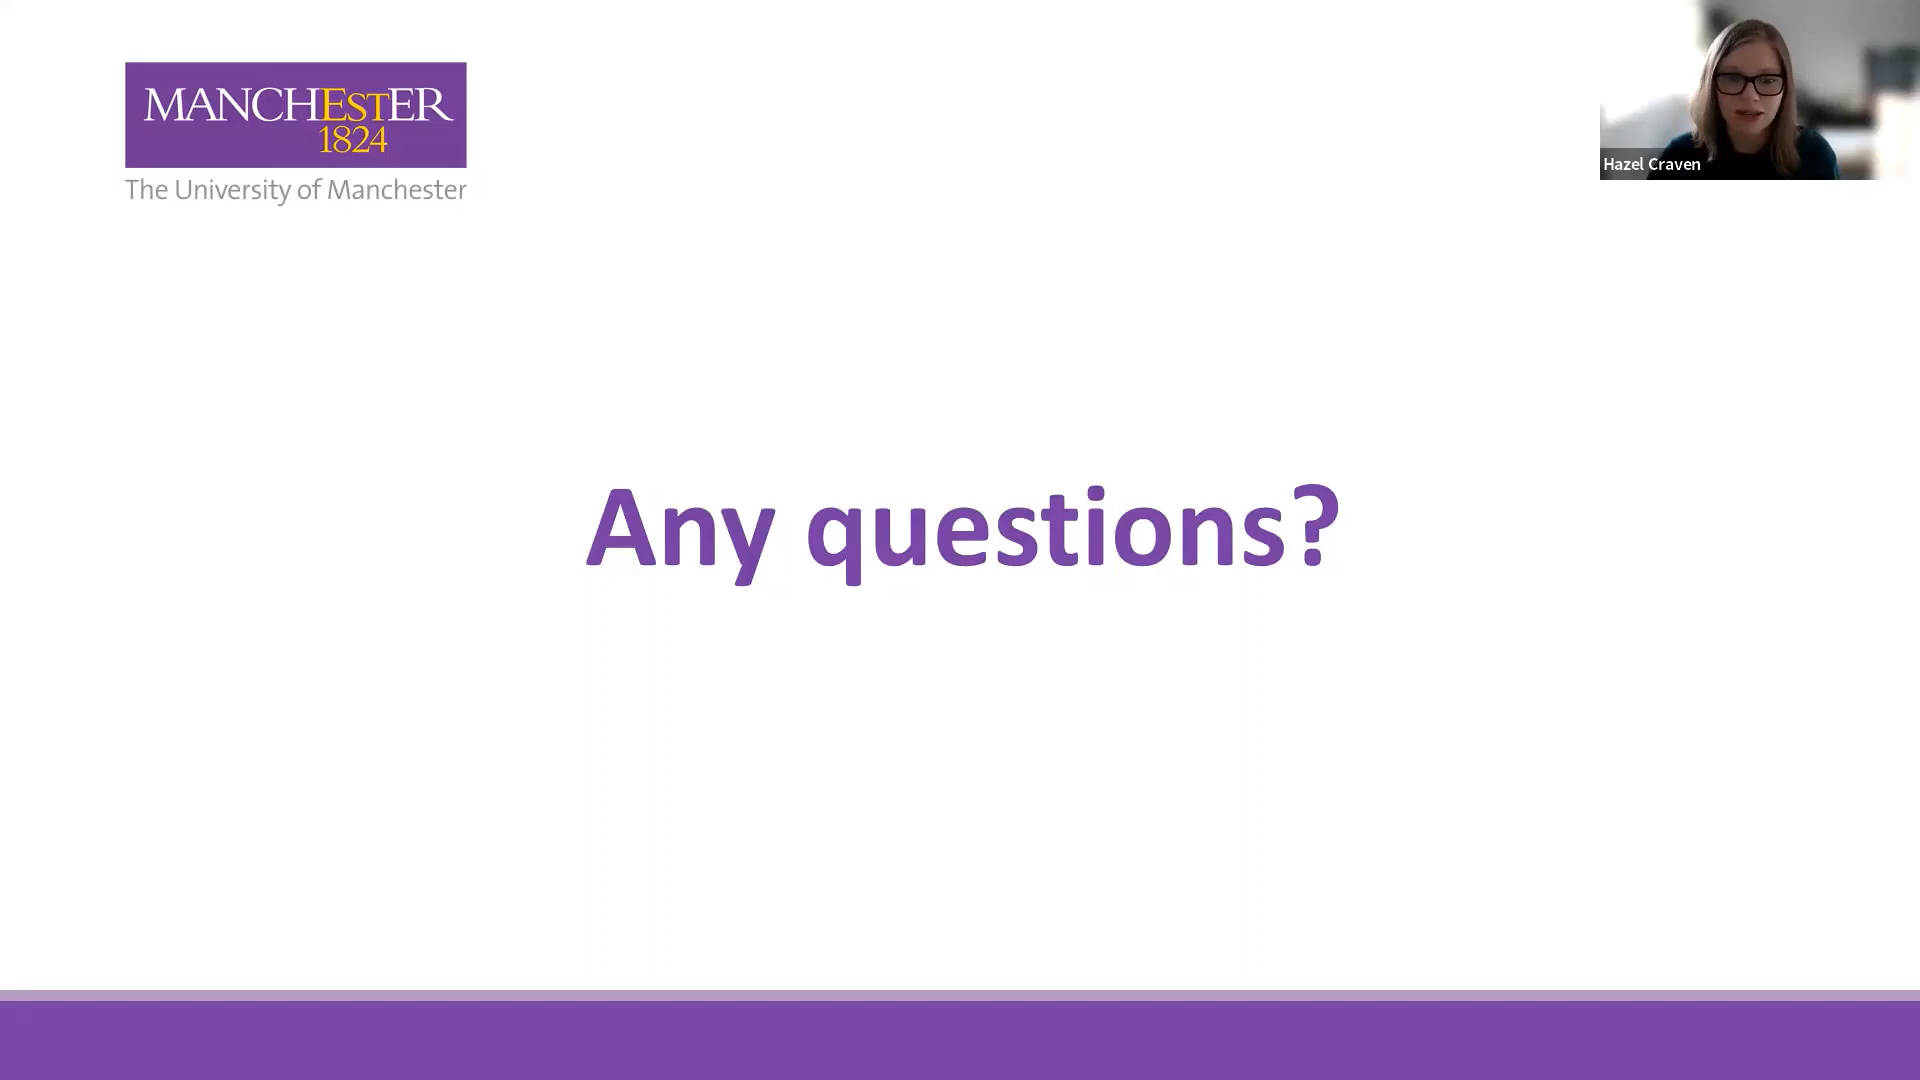 MANCHEstER
1824
The University of Manchester
Hazel Craven
Any questions?